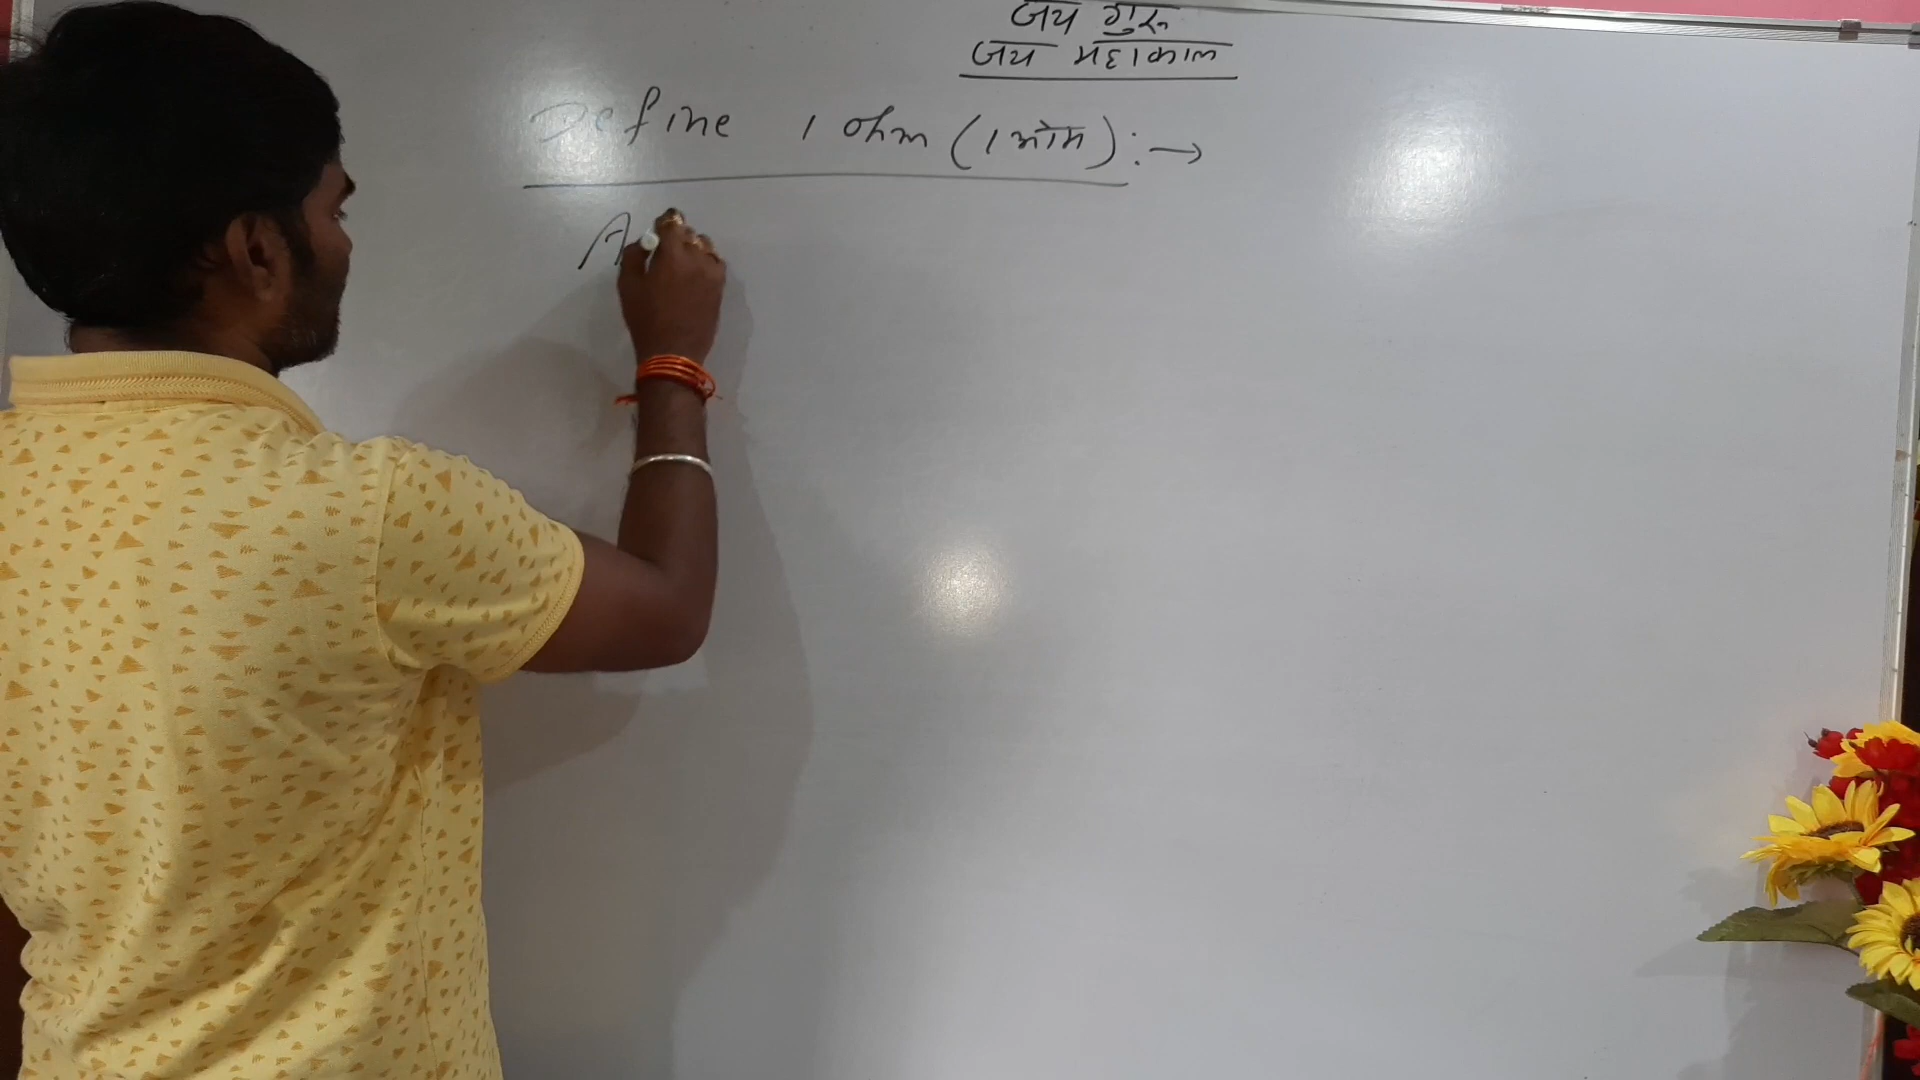 जय गुरू
जय महाकाल
Define 1 ohm (1 ओम) :→
A